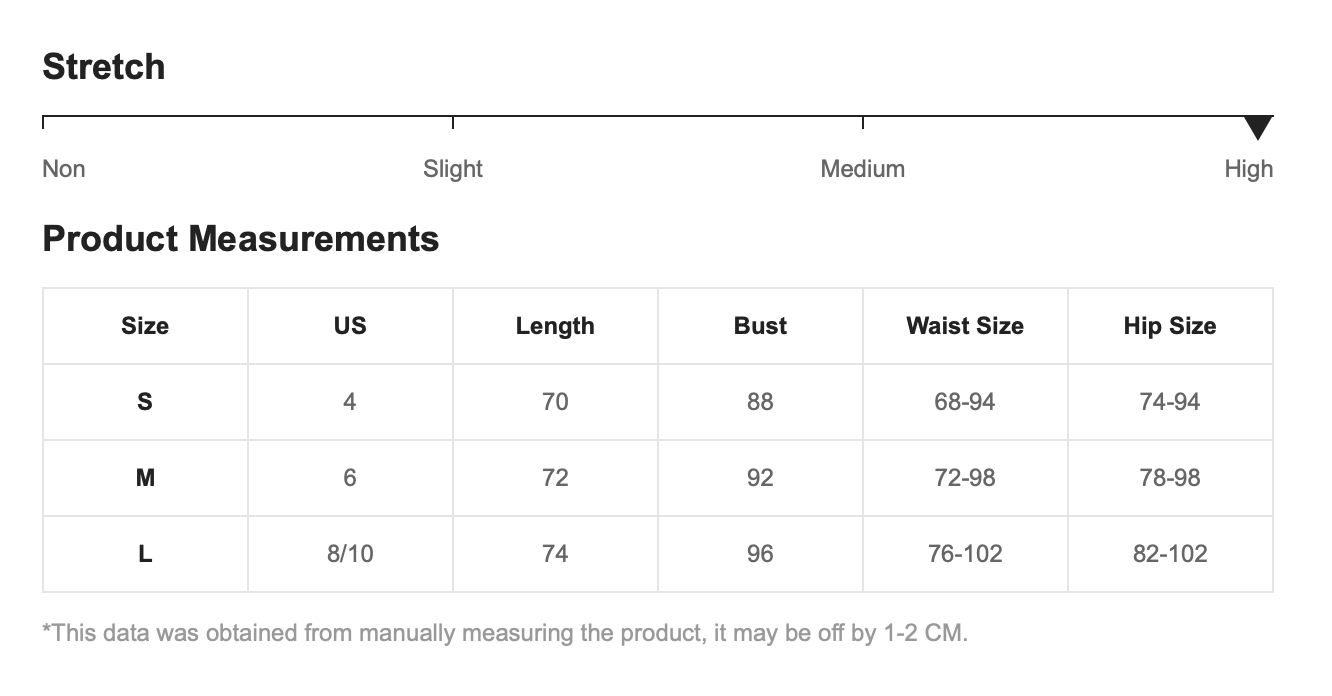 Stretch
Non Slight Medium High
Product Measurements
Size US Length Bust Waist Size Hip Size
S 4 70 88 68-94 74-94
M 6 72 92 72-98 78-98
L 8/10 74 96 76-102 82-102
*This data was obtained from manually measuring the product, it may be off by 1-2 CM.